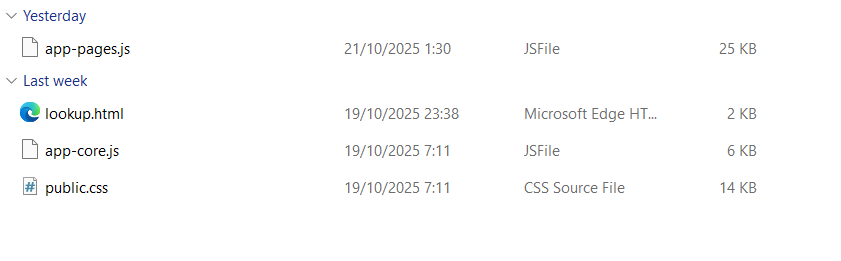 Yesterday
app-pages.js 21/10/2025 1:30 JSFile 25 KB
Last week
lookup.html 19/10/2025 23:38 Microsoft Edge HT... 2 KB
app-core.js 19/10/2025 7:11 JSFile 6 KB
public.css 19/10/2025 7:11 CSS Source File 14 KB